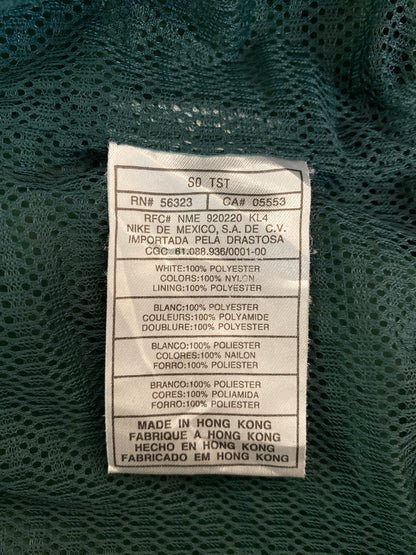 SO TST
RN# 56323 CA# 05553
RFC# NME 920220 KL4
NIKE DE MEXICO, S.A. DE C.V.
IMPORTADA PELA DRASTOSA
CGC 61.088.936/0001-00
WHITE:100% POLYESTER
COLORS:100% NYLON
LINING:100% POLYESTER
BLANC:100% POLYESTER
COULEURS:100% POLYAMIDE
DOUBLURE:100% POLYESTER
BLANCO:100% POLIESTER
COLORES:100% NAILON
FORRO:100% POLIESTER
BRANCO:100% POLIESTER
CORES:100% POLIAMIDA
FORRO:100% POLIESTER
MADE IN HONG KONG
FABRIQUE A HONG KONG
HECHO EN HONG KONG
FABRICADO EM HONG KONG